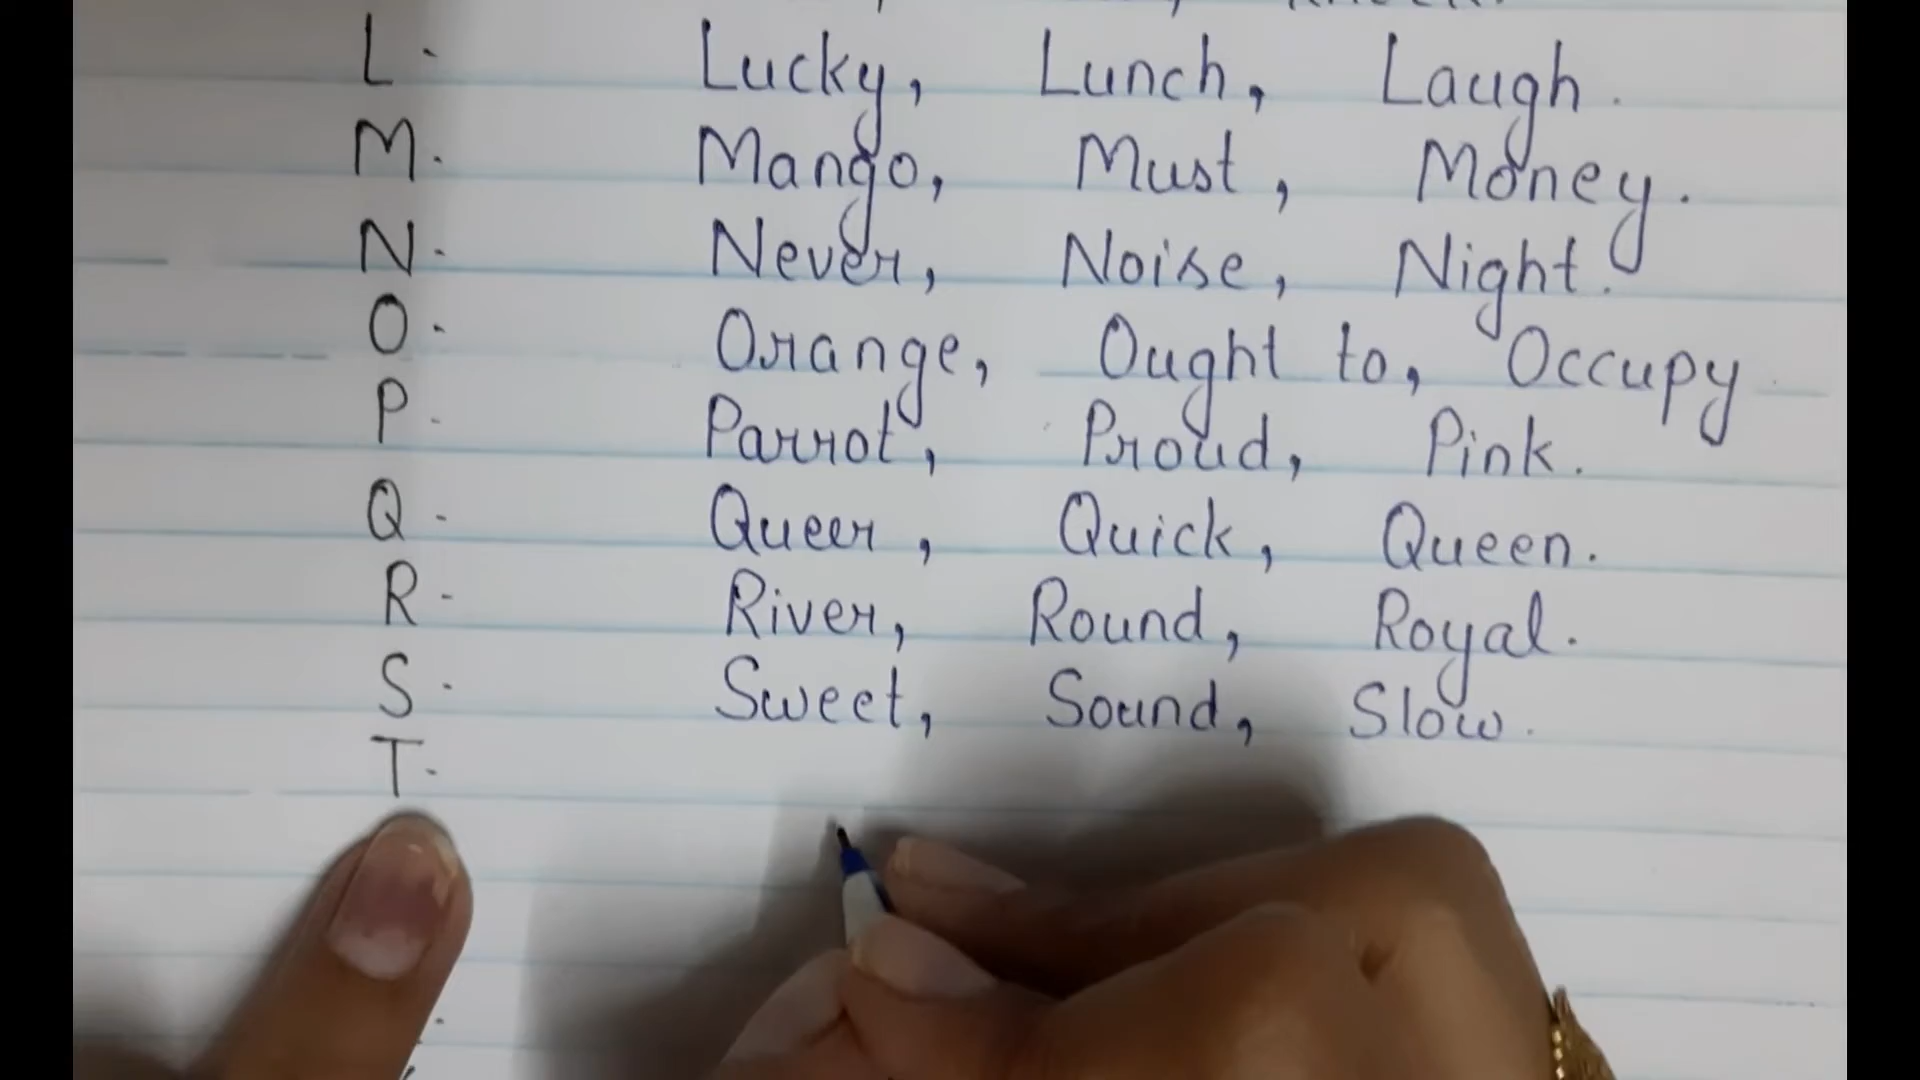 L. Lucky, Lunch, Laugh.
M. Mango, Must, Money.
N. Never, Noise, Night.
O. Orange, Ought to, Occupy
P. Parrot, Proud, Pink.
Q. Queer, Quick, Queen.
R. River, Round, Royal.
S. Sweet, Sound, Slow.
T.